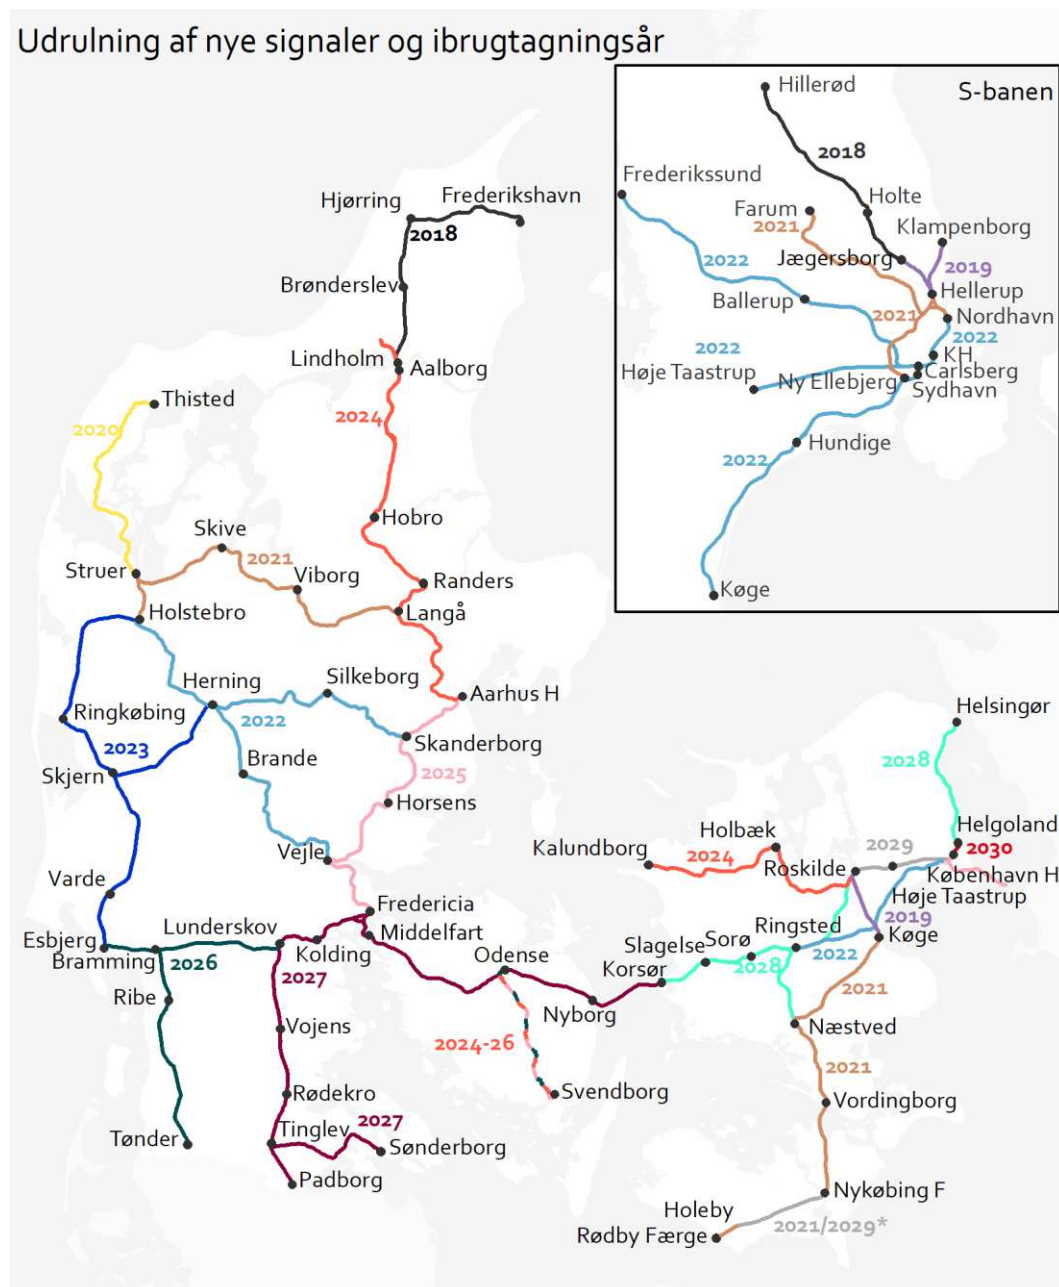 Udrulning af nye signaler og ibrugtagningsår
S-banen
Hillerød
2018
Frederikssund
Holte
Farum
2021
Klampenborg
2022
Jægersborg
2019
Hellerup
Ballerup
2021
Nordhavn
2022
2022
KH
Høje Taastrup
Carlsberg
Ny Ellebjerg
Sydhavn
Hundige
2022
Køge
Frederikshavn
Hjørring
2018
Brønderslev
Lindholm
Aalborg
Thisted
2024
2020
Hobro
Skive
2021
Struer
Viborg
Randers
Holstebro
Langå
Herning
Silkeborg
Aarhus H
Ringkøbing
2022
Skanderborg
2023
Brande
2025
Skjern
Horsens
Vejle
Varde
Fredericia
Lunderskov
Middelfart
Esbjerg
Bramming
2026
Kolding
Odense
2027
Ribe
Nyborg
Vojens
2024-26
Svendborg
Rødekro
Tinglev
2027
Tønder
Sønderborg
Padborg
Helsingør
2028
Helgoland
Holbæk
2029
2030
Kalundborg
2024
Roskilde
København H
Høje Taastrup
2019
Ringsted
Køge
Slagelse
Sorø
2022
Korsør
2028
2021
Næstved
2021
Vordingborg
Nykøbing F
Holeby
2021/2029*
Rødby Færge